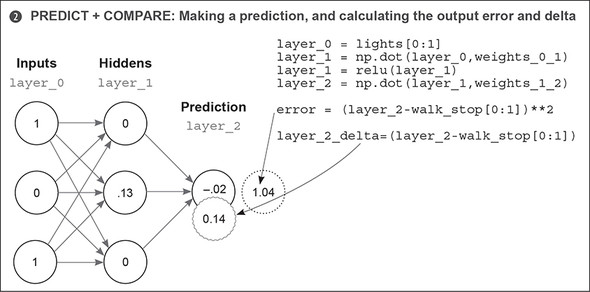 2 PREDICT + COMPARE: Making a prediction, and calculating the output error and delta
Inputs
layer_0
Hiddens
layer_1
Prediction
layer_2
layer_0 = lights[0:1]
layer_1 = np.dot(layer_0,weights_0_1)
layer_1 = relu(layer_1)
layer_2 = np.dot(layer_1,weights_1_2)
error = (layer_2-walk_stop[0:1])**2
layer_2_delta=(layer_2-walk_stop[0:1])
1
0
0
.13
1
0
–.02
1.04
0.14